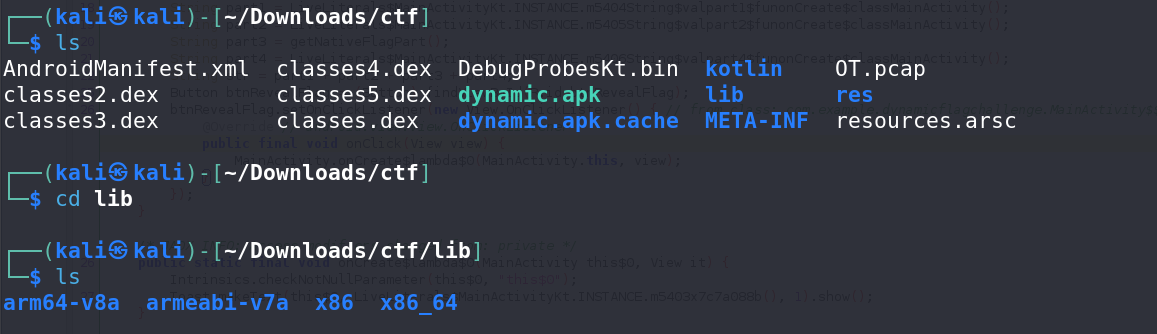 ┌──(kali㉿kali)-[~/Downloads/ctf]
└─$ ls
AndroidManifest.xml  classes4.dex  DebugProbesKt.bin  kotlin    OT.pcap
classes2.dex         classes5.dex  dynamic.apk        lib       res
classes3.dex         classes.dex   dynamic.apk.cache  META-INF  resources.arsc
┌──(kali㉿kali)-[~/Downloads/ctf]
└─$ cd lib
┌──(kali㉿kali)-[~/Downloads/ctf/lib]
└─$ ls
arm64-v8a  armeabi-v7a  x86  x86_64